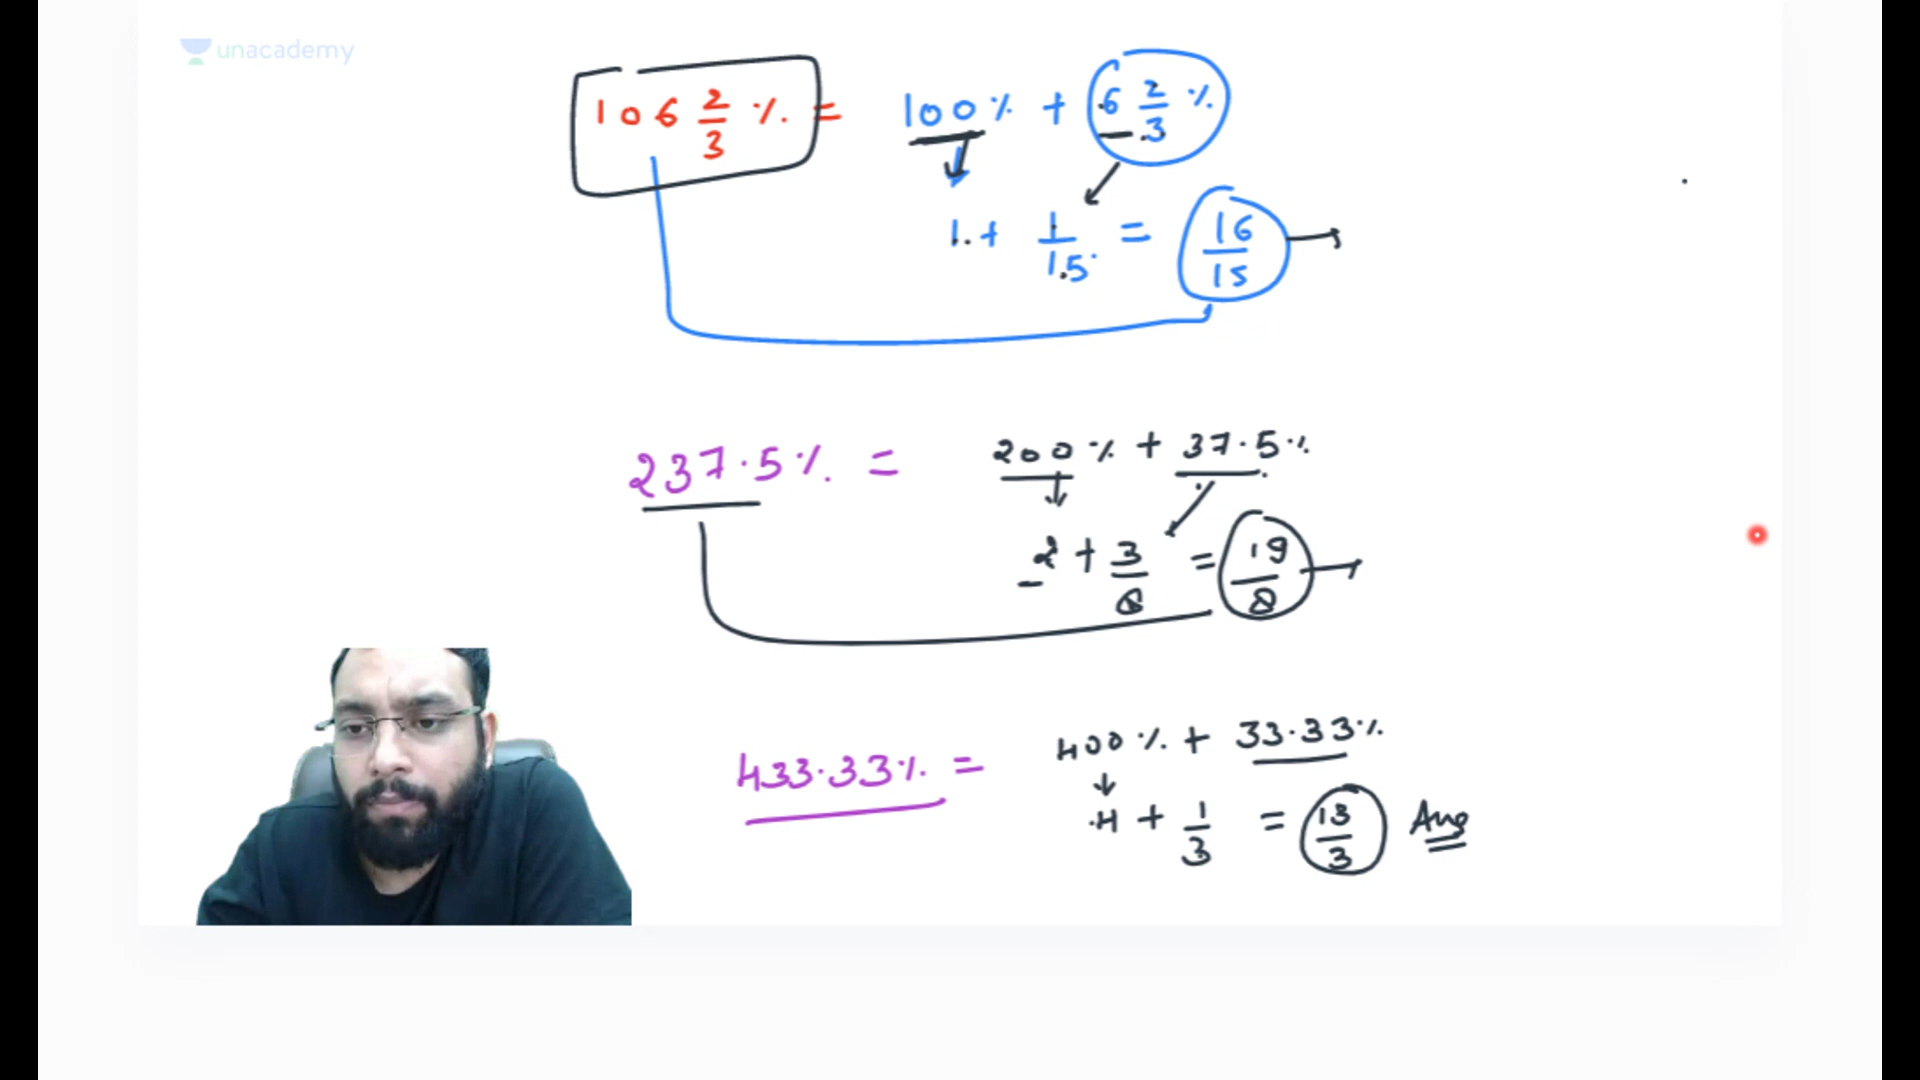 unacademy
106 2/3 % = 100% + 6 2/3 %
1 + 1/15 = 16/15
237.5% = 200% + 37.5%
2 + 3/8 = 19/8
433.33% = 400% + 33.33%
4 + 1/3 = 13/3 Ans